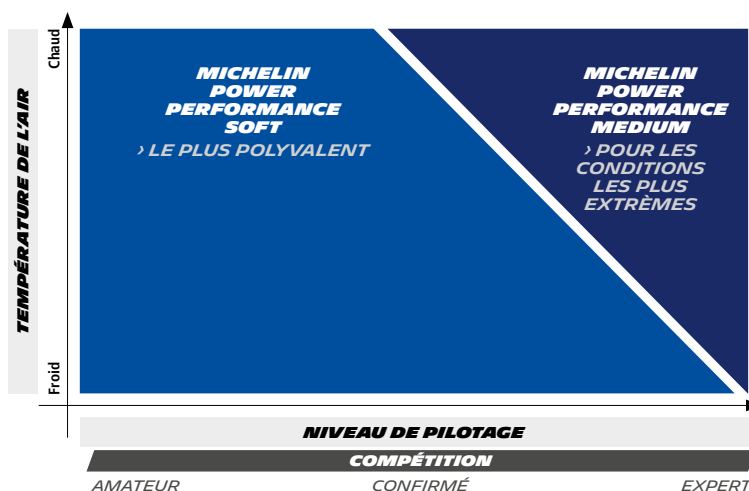 Chaud
TEMPÉRATURE DE L'AIR
Froid
MICHELIN
POWER
PERFORMANCE
SOFT
› LE PLUS POLYVALENT
MICHELIN
POWER
PERFORMANCE
MEDIUM
› POUR LES
CONDITIONS
LES PLUS
EXTRÈMES
NIVEAU DE PILOTAGE
COMPÉTITION
AMATEUR CONFIRMÉ EXPERT